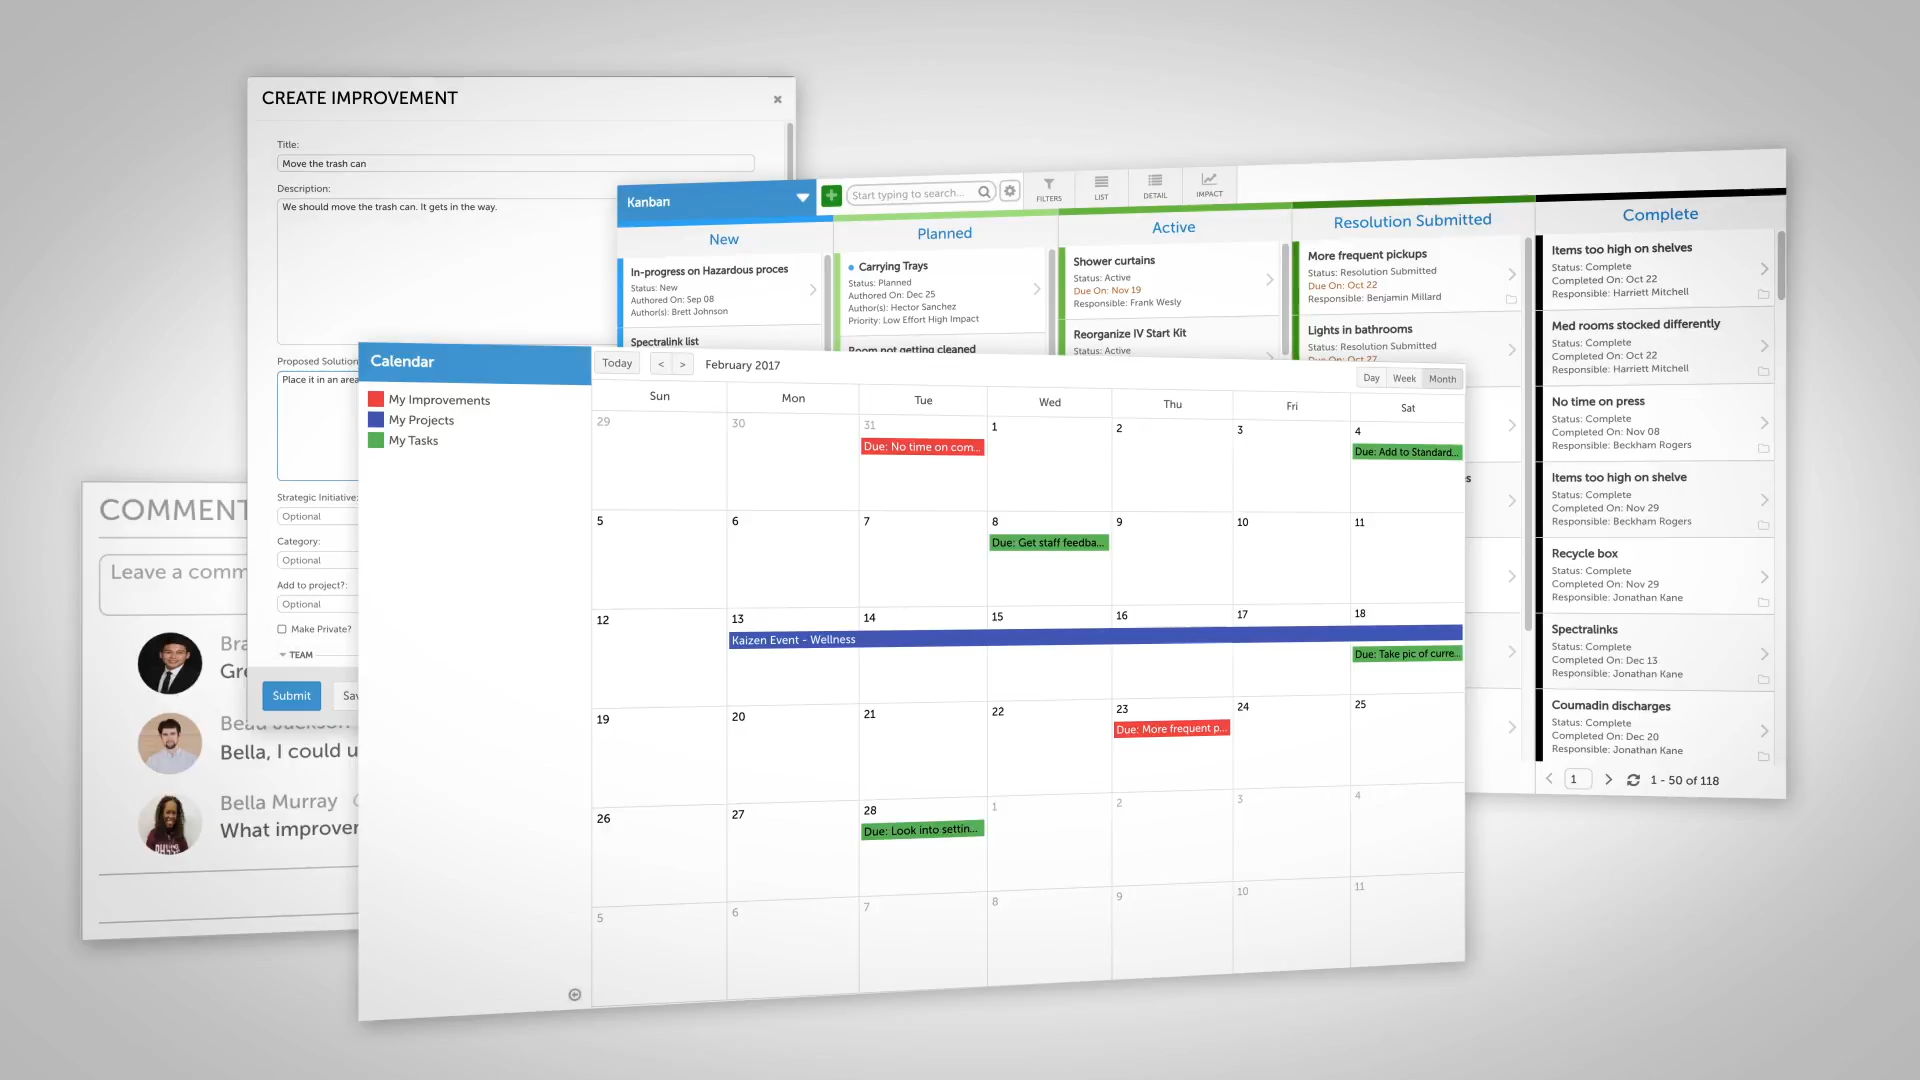 CREATE IMPROVEMENT
Title:
Move the trash can
Description:
We should move the trash can. It gets in the way.
Proposed Solution
Place it in an area
Strategic Initiative:
Optional
Category:
Optional
Add to project?:
Optional
Make Private?
TEAM
Submit
Kanban
Start typing to search...
FILTERS
LIST
DETAIL
IMPACT
New
In-progress on Hazardous proces
Status: New
Authored On: Sep 08
Author(s): Brett Johnson
Spectralink list
Planned
Carrying Trays
Status: Planned
Authored On: Dec 25
Author(s): Hector Sanchez
Priority: Low Effort High Impact
Room not getting cleaned
Active
Shower curtains
Status: Active
Due On: Nov 19
Responsible: Frank Wesly
Reorganize IV Start Kit
Status: Active
Resolution Submitted
More frequent pickups
Status: Resolution Submitted
Due On: Oct 22
Responsible: Benjamin Millard
Lights in bathrooms
Status: Resolution Submitted
Due On: Oct 27
Complete
Items too high on shelves
Status: Complete
Completed On: Oct 22
Responsible: Harriett Mitchell
Med rooms stocked differently
Status: Complete
Completed On: Oct 22
Responsible: Harriett Mitchell
No time on press
Status: Complete
Completed On: Nov 08
Responsible: Beckham Rogers
Items too high on shelve
Status: Complete
Completed On: Nov 29
Responsible: Beckham Rogers
Recycle box
Status: Complete
Completed On: Nov 29
Responsible: Jonathan Kane
Spectralinks
Status: Complete
Completed On: Dec 13
Responsible: Jonathan Kane
Coumadin discharges
Status: Complete
Completed On: Dec 20
Responsible: Jonathan Kane
1
1 - 50 of 118
COMMENT
Leave a comm
Bra
Gre
Beau Jackson
Bella, I could u
Bella Murray
What improver
Calendar
My Improvements
My Projects
My Tasks
Today < > February 2017
Day Week Month
Sun Mon Tue Wed Thu Fri Sat
29 30 31 1 2 3 4
Due: No time on com... Due: Add to Standard...
5 6 7 8 9 10 11
Due: Get staff feedba...
12 13 14 15 16 17 18
Kaizen Event - Wellness
Due: Take pic of curre...
19 20 21 22 23 24 25
Due: More frequent p...
26 27 28 1 2 3 4
Due: Look into settin...
5 6 7 8 9 10 11